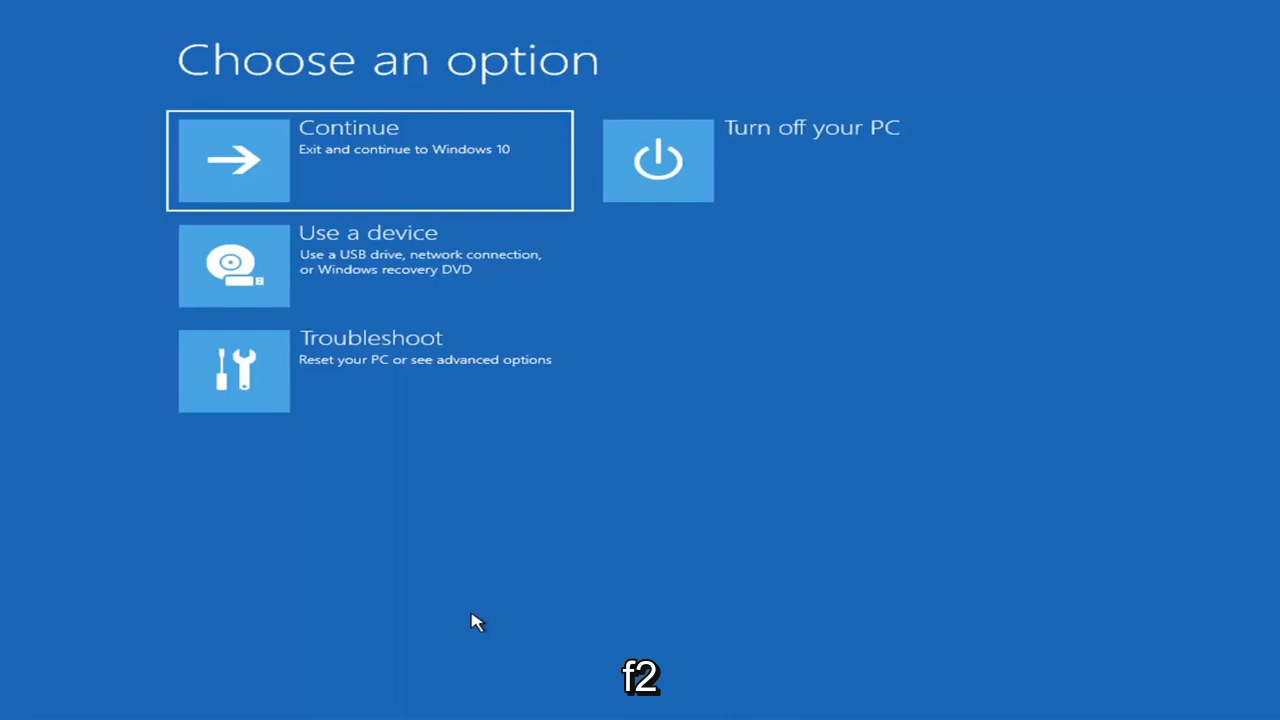 Choose an option
Continue
Exit and continue to Windows 10
Turn off your PC
Use a device
Use a USB drive, network connection,
or Windows recovery DVD
Troubleshoot
Reset your PC or see advanced options
f2